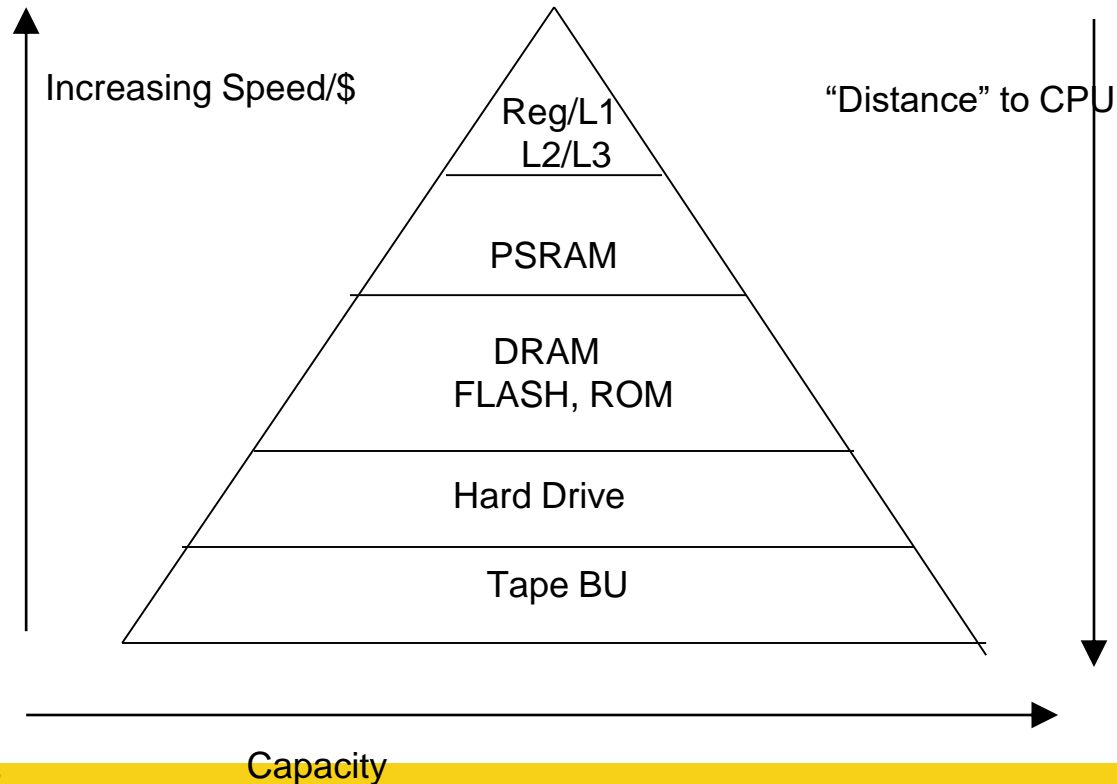 Increasing Speed/$
“Distance” to CPU
Reg/L1
L2/L3
PSRAM
DRAM
FLASH, ROM
Hard Drive
Tape BU
Capacity